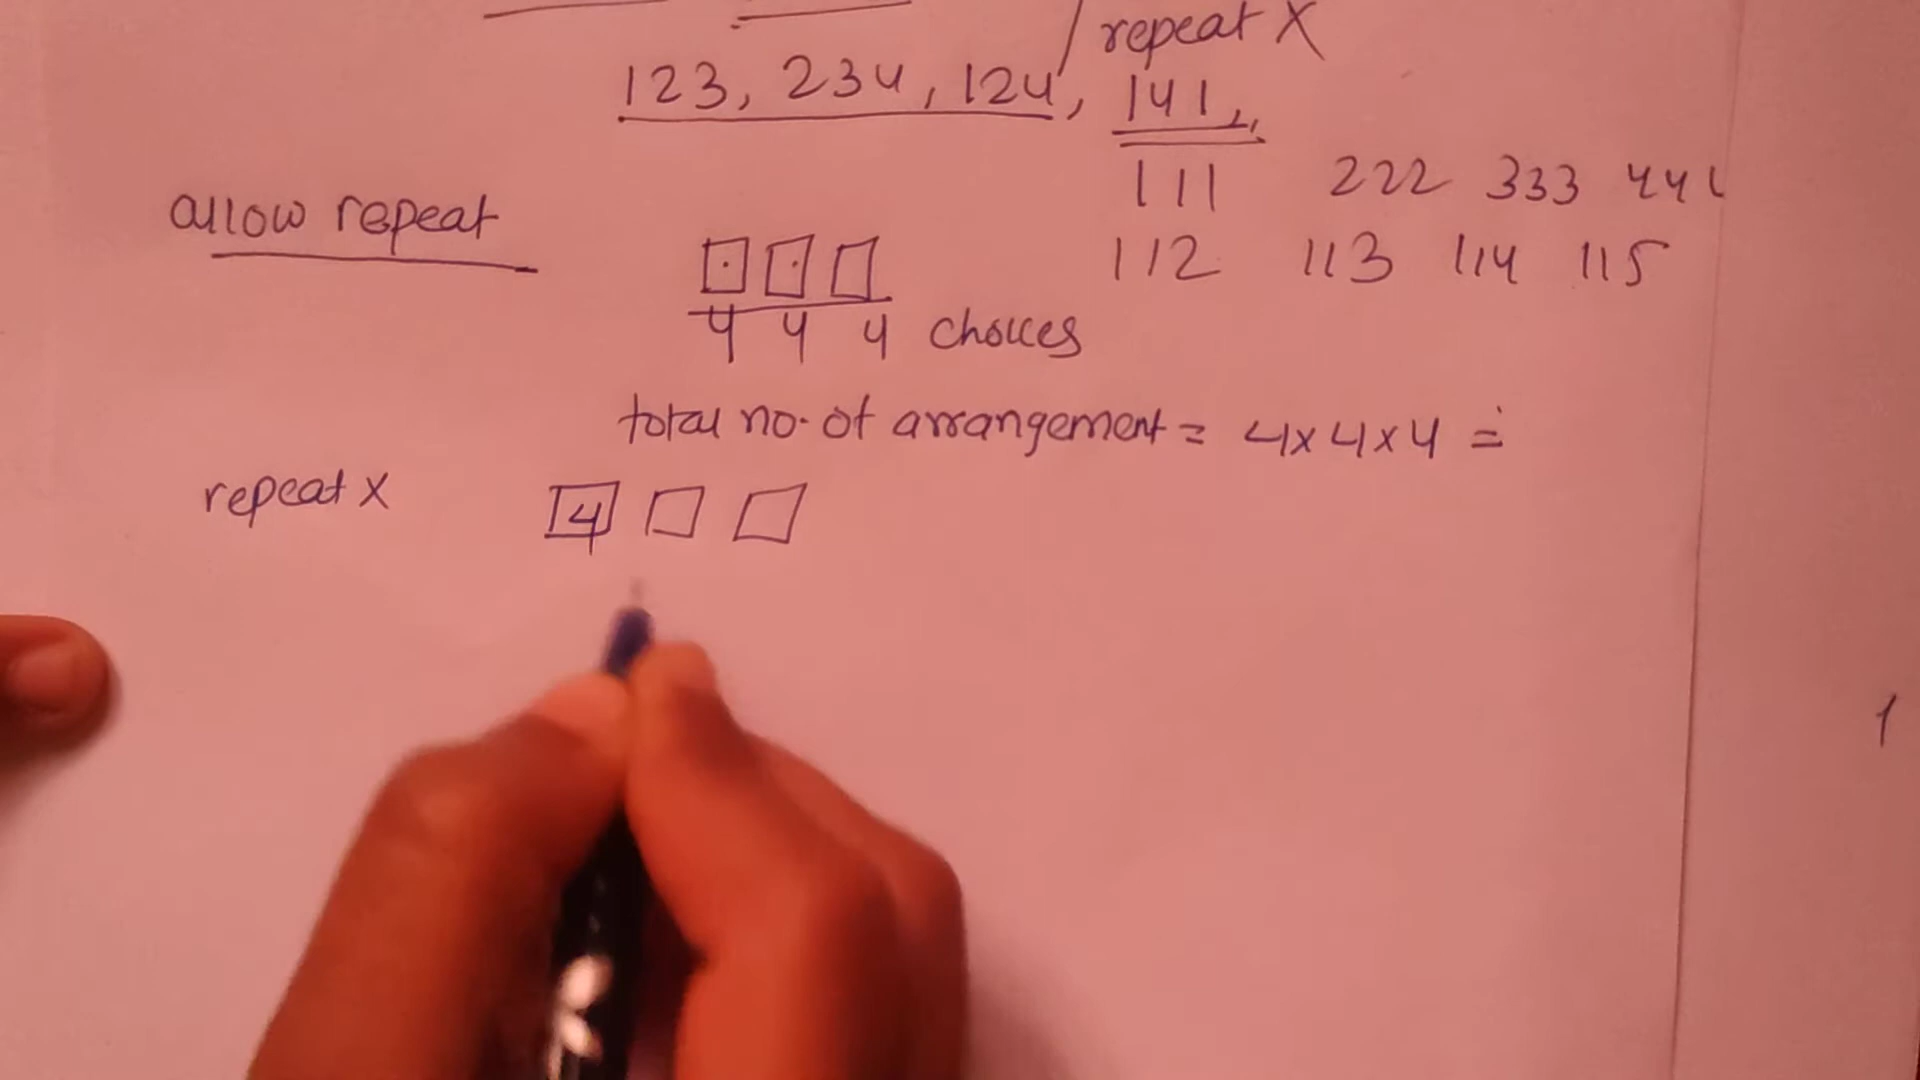 repeat X
123, 234, 124, 141,,
111 222 333 444
allow repeat
112 113 114 115
4 4 4 choices
total no. of arrangement = 4x4x4 =
repeat X 4
1